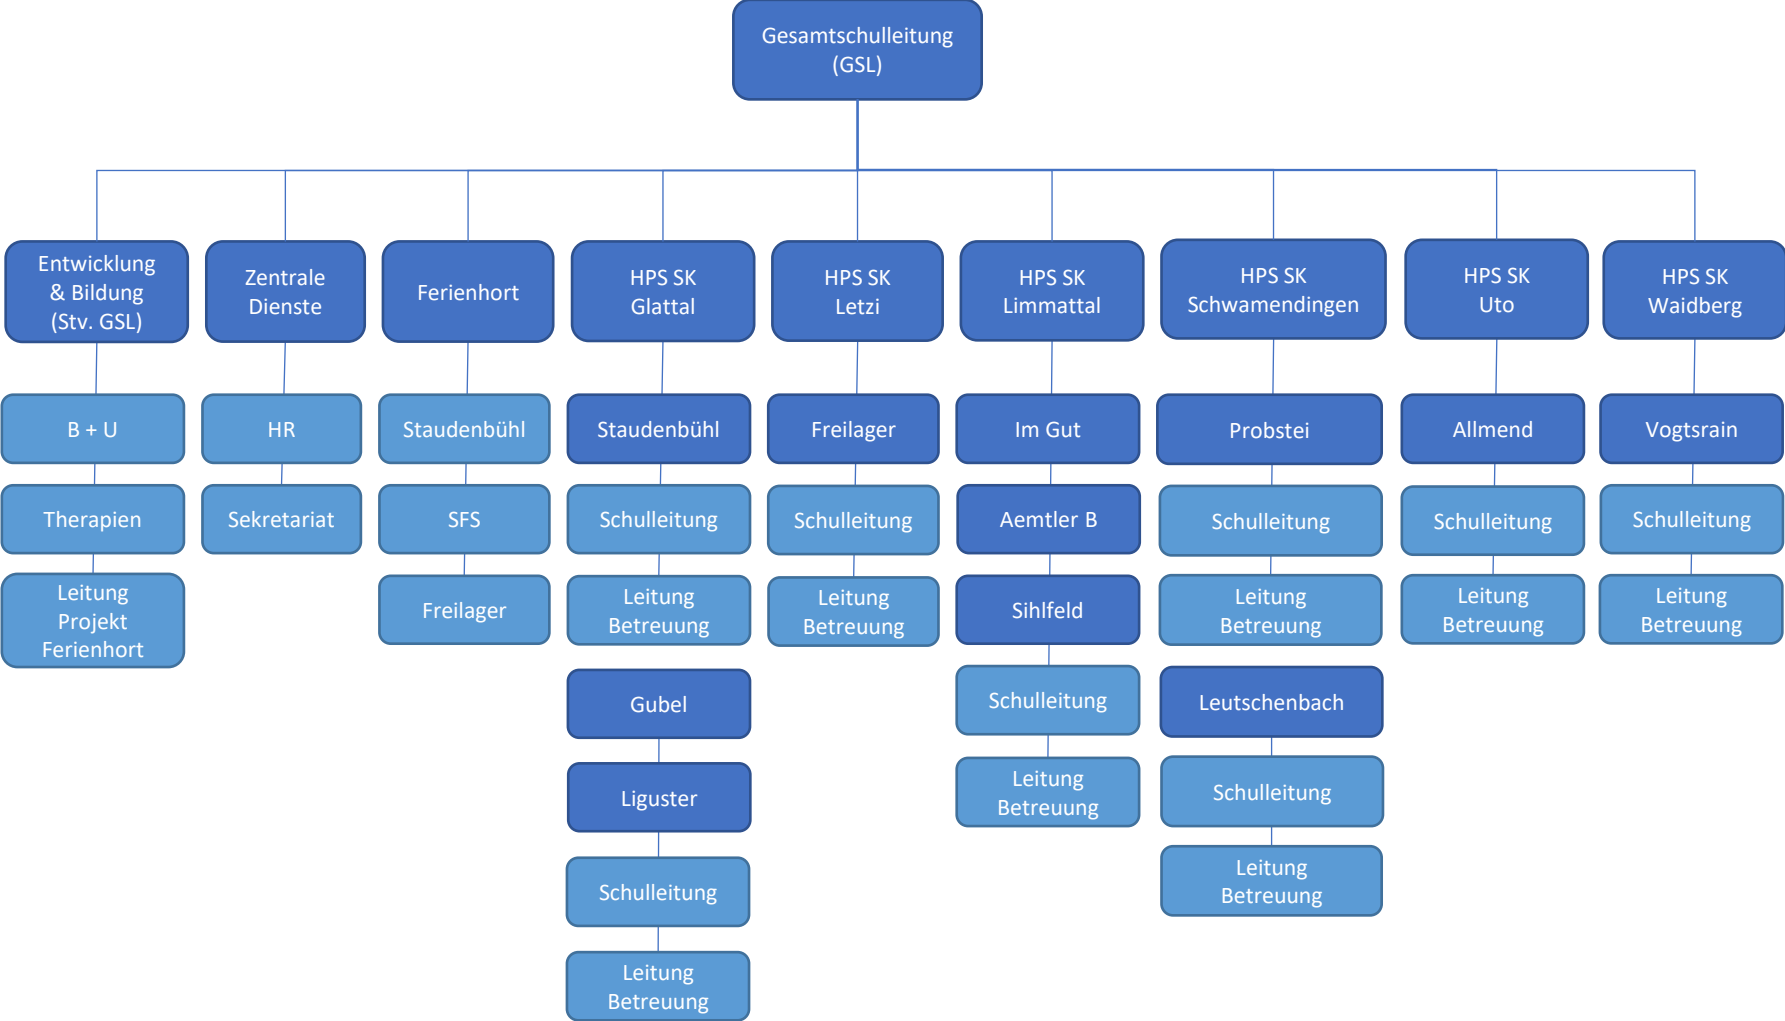 Gesamtschulleitung
(GSL)
Entwicklung
& Bildung
(Stv. GSL)
Zentrale
Dienste
Ferienhort
HPS SK
Glattal
HPS SK
Letzi
HPS SK
Limmattal
HPS SK
Schwamendingen
HPS SK
Uto
HPS SK
Waidberg
B + U
HR
Staudenbühl
Staudenbühl
Freilager
Im Gut
Probstei
Allmend
Vogtsrain
Therapien
Sekretariat
SFS
Schulleitung
Schulleitung
Aemtler B
Schulleitung
Schulleitung
Schulleitung
Leitung
Projekt
Ferienhort
Freilager
Leitung
Betreuung
Leitung
Betreuung
Sihlfeld
Leitung
Betreuung
Leitung
Betreuung
Leitung
Betreuung
Gubel
Schulleitung
Leutschenbach
Liguster
Leitung
Betreuung
Schulleitung
Schulleitung
Leitung
Betreuung
Leitung
Betreuung